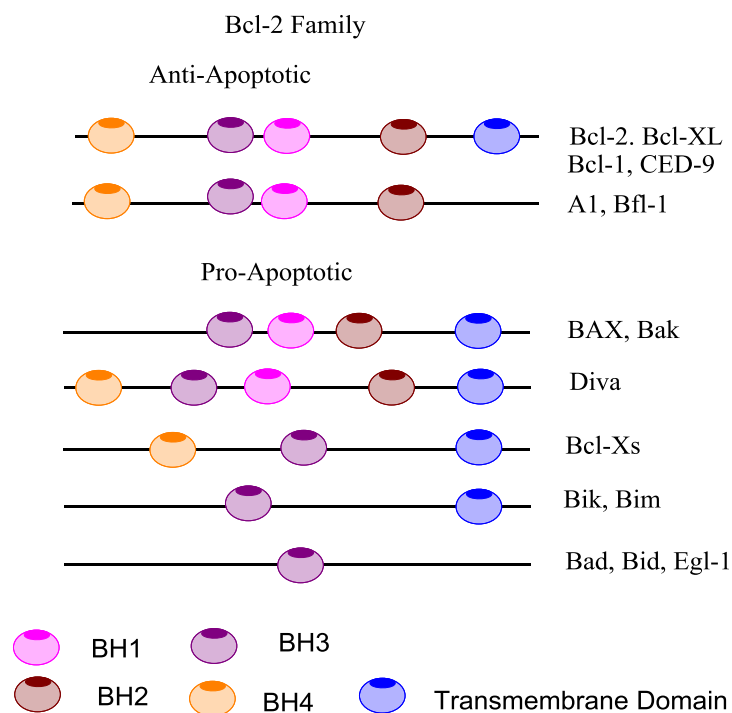 Bcl-2 Family
Anti-Apoptotic
Bcl-2. Bcl-XL
Bcl-1, CED-9
A1, Bfl-1
Pro-Apoptotic
BAX, Bak
Diva
Bcl-Xs
Bik, Bim
Bad, Bid, Egl-1
BH1
BH3
BH2
BH4
Transmembrane Domain